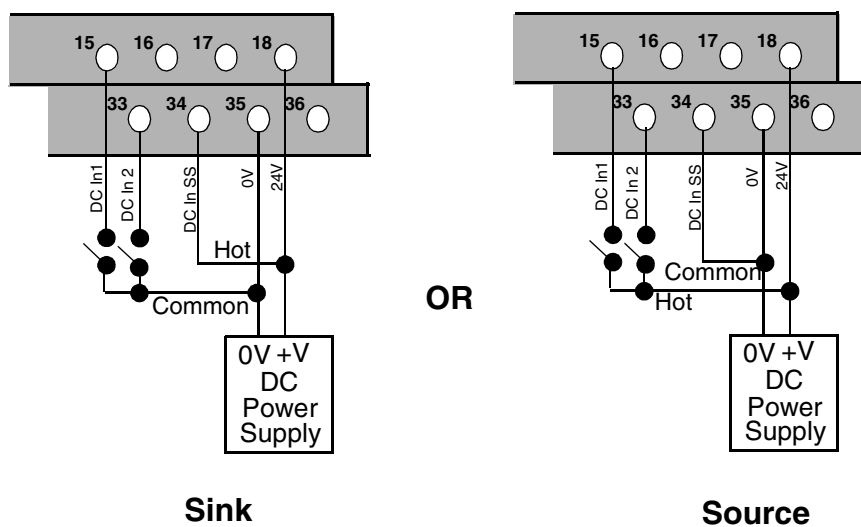 15 16 17 18
33 34 35 36
DC In1
DC In 2
DC In SS
0V
24V
Hot
Common
0V +V
DC
Power
Supply
Sink
OR
15 16 17 18
33 34 35 36
DC In1
DC In 2
DC In SS
0V
24V
Common
Hot
0V +V
DC
Power
Supply
Source